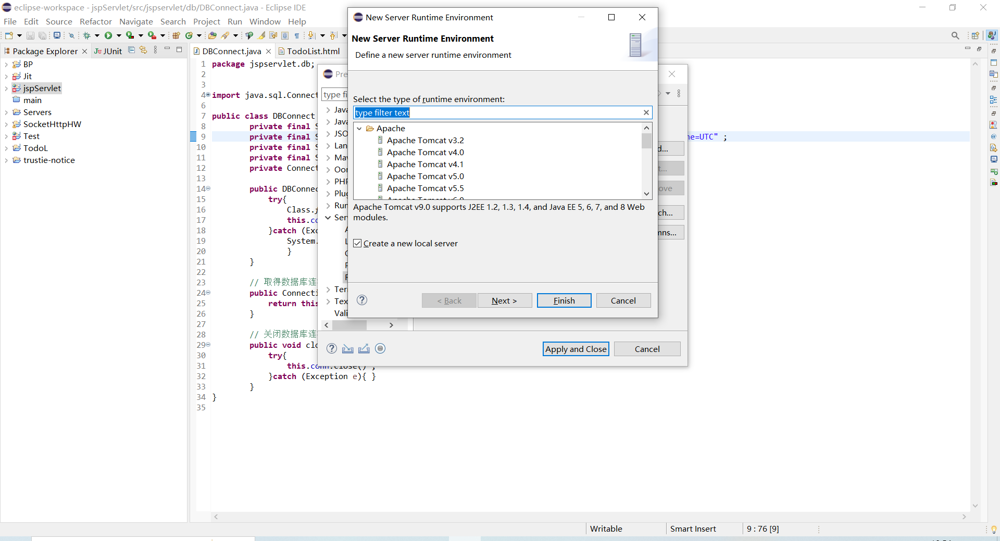 eclipse-workspace - jspServlet/src/jspservlet/db/DBConnect.java - Eclipse IDE
File Edit Source Refactor Navigate Search Project Run Window Help
Package Explorer
JUnit
BP
Jit
jspServlet
main
Servers
SocketHttpHW
Test
TodoL
trustie-notice
DBConnect.java
TodoList.html
1 package jspservlet.db;
2
3
4 import java.sql.Connect
6
7 public class DBConnect
8 private final S
9 private final S
ne=UTC" ;
10 private final S
11 private final S
12 private Connect
13
14 public DBConnec
15 try{
16 Class.f
17 this.co
18 }catch (Exc
19 System.
20 }
21 }
22
23 // 取得数据库连
24 public Connecti
25 return this
26 }
27
28 // 关闭数据库连
29 public void clo
30 try{
31 this.conn.close() ;
32 }catch (Exception e){ }
33 }
34 }
35
Pre
type fi
Java
Java
JSO
Lan
Mav
Oom
PHP
Plug
Run
Ser
Ter
Tex
Vali
d...
t...
ove
ch...
mns...
Apply and Close
Cancel
New Server Runtime Environment
New Server Runtime Environment
Define a new server runtime environment
Select the type of runtime environment:
type filter text
Apache
Apache Tomcat v3.2
Apache Tomcat v4.0
Apache Tomcat v4.1
Apache Tomcat v5.0
Apache Tomcat v5.5
Apache Tomcat v6.0
Apache Tomcat v9.0 supports J2EE 1.2, 1.3, 1.4, and Java EE 5, 6, 7, and 8 Web
modules.
Create a new local server
< Back
Next >
Finish
Cancel
Writable
Smart Insert
9 : 76 [9]